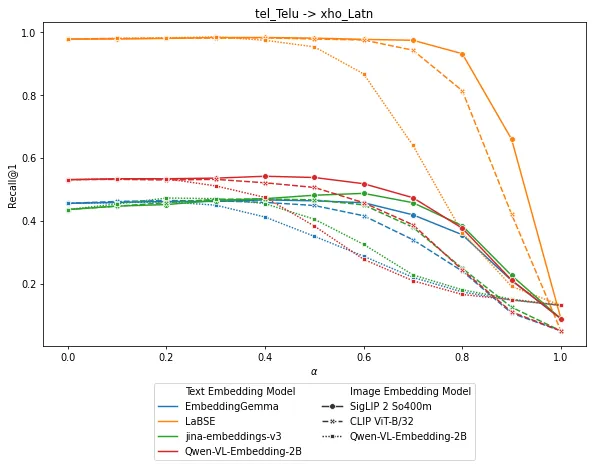 tel_Telu -> xho_Latn
1.0
0.8
0.6
0.4
0.2
Recall@1
0.0 0.2 0.4 0.6 0.8 1.0
α
Text Embedding Model Image Embedding Model
EmbeddingGemma SigLIP 2 So400m
LaBSE CLIP ViT-B/32
jina-embeddings-v3 Qwen-VL-Embedding-2B
Qwen-VL-Embedding-2B